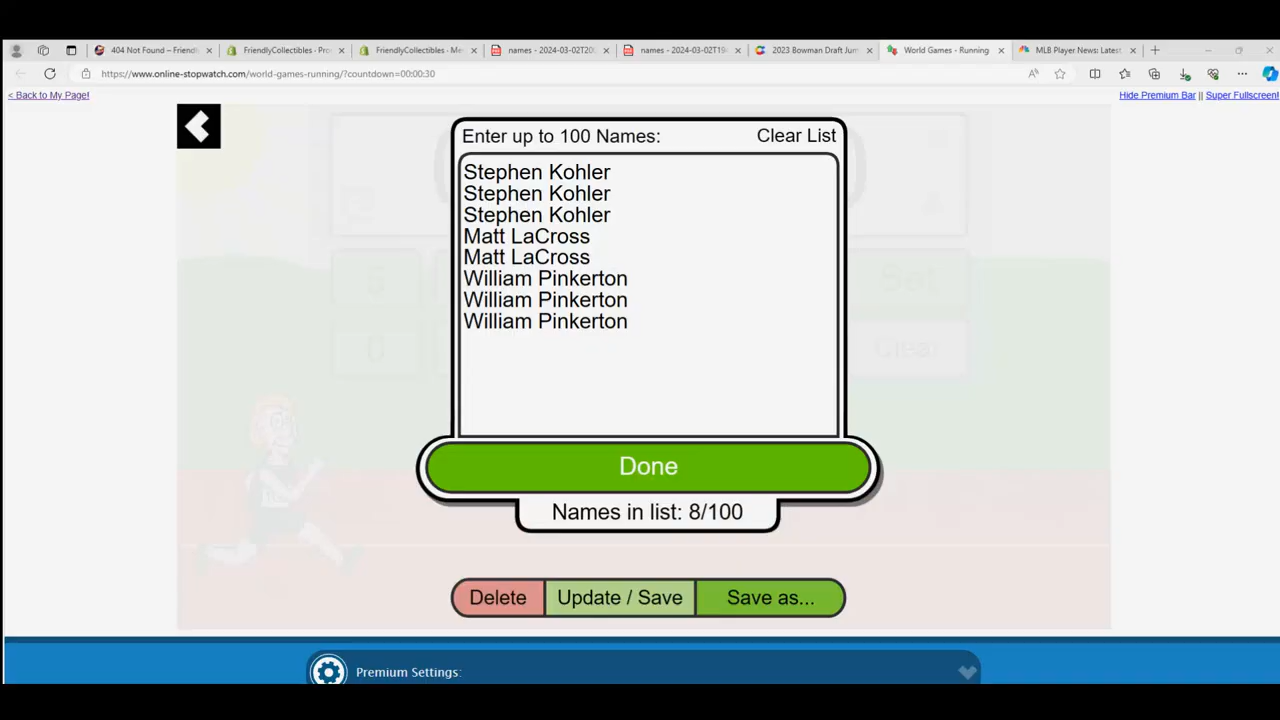 404 Not Found – Friendl
FriendlyCollectibles - Pro
FriendlyCollectibles - Me
names - 2024-03-02T20
names - 2024-03-02T19
2023 Bowman Draft Jum
World Games - Running
MLB Player News: Latest
https://www.online-stopwatch.com/world-games-running/?countdown=00:00:30
< Back to My Page!
Hide Premium Bar || Super Fullscreen!
Enter up to 100 Names:
Clear List
Stephen Kohler
Stephen Kohler
Stephen Kohler
Matt LaCross
Matt LaCross
William Pinkerton
William Pinkerton
William Pinkerton
Set
Clear
Done
Names in list: 8/100
Delete
Update / Save
Save as...
Premium Settings: